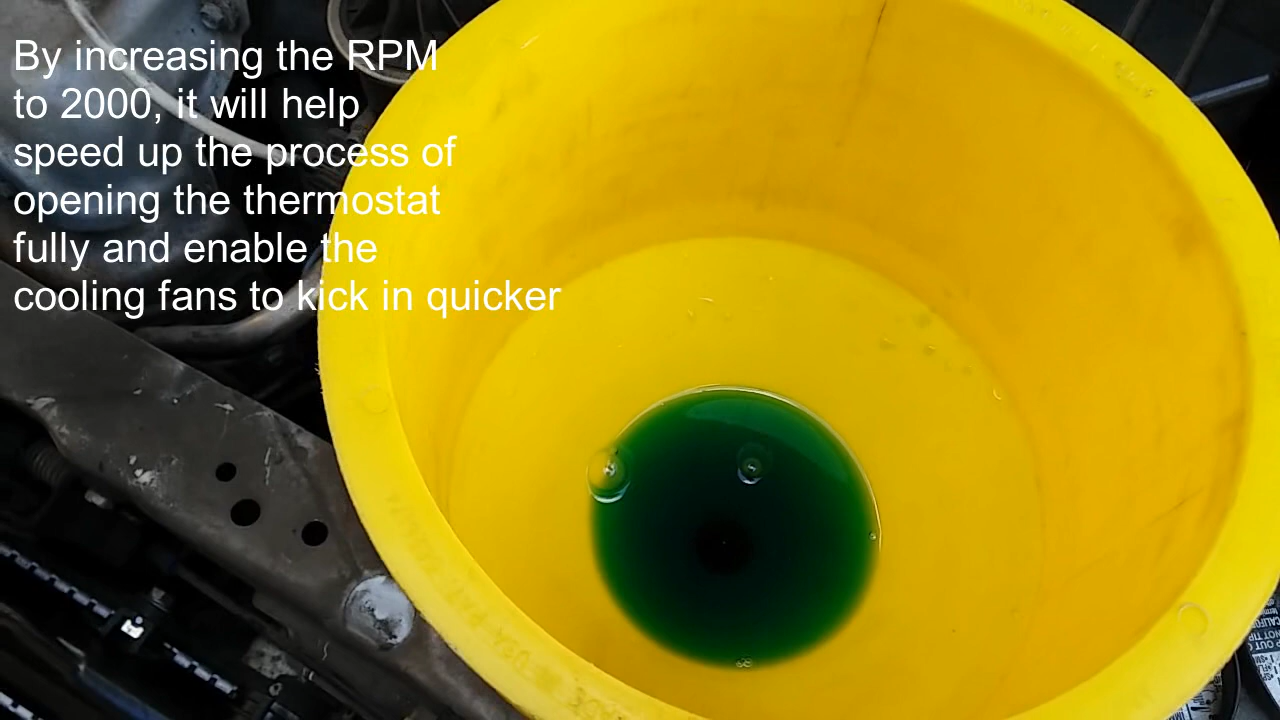 By increasing the RPM
to 2000, it will help
speed up the process of
opening the thermostat
fully and enable the
cooling fans to kick in quicker